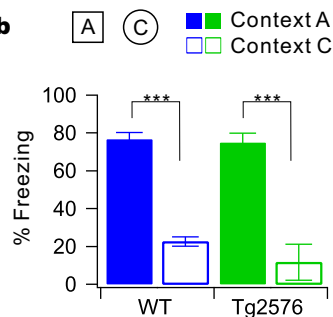 b
A C Context A
Context C
100
80
60
40
20
0
% Freezing
*** ***
WT Tg2576